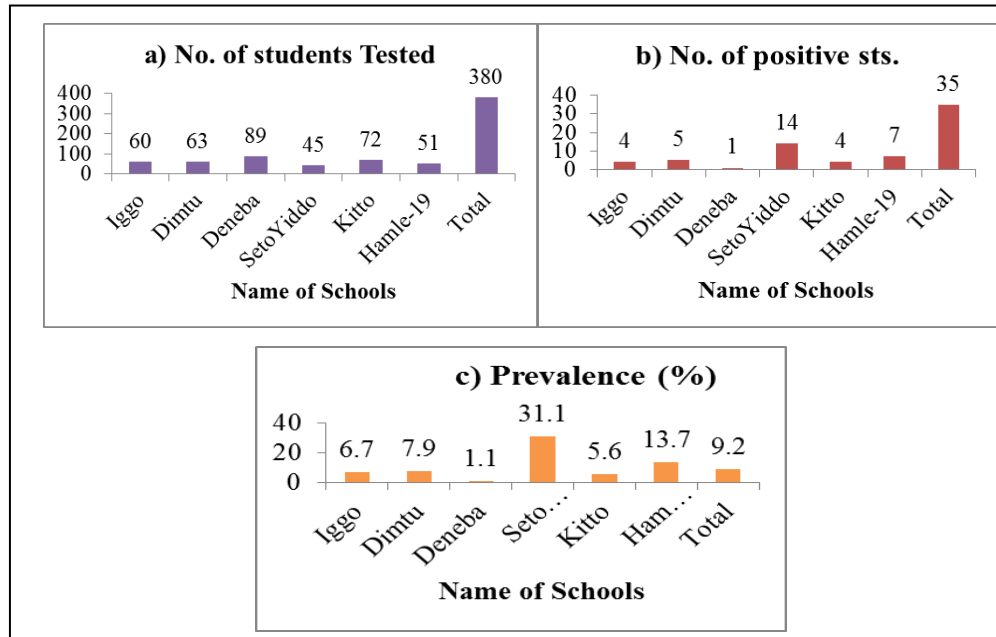 a) No. of students Tested
380
400
300
200
100
0
60
63
89
45
72
51
Iggo
Dimtu
Deneba
SetoYiddo
Kitto
Hamle-19
Total
Name of Schools
b) No. of positive sts.
35
40
30
20
10
0
4
5
1
14
4
7
Iggo
Dimtu
Deneba
SetoYiddo
Kitto
Hamle-19
Total
Name of Schools
c) Prevalence (%)
40
20
0
6.7
7.9
1.1
31.1
5.6
13.7
9.2
Iggo
Dimtu
Deneba
Seto…
Kitto
Ham…
Total
Name of Schools